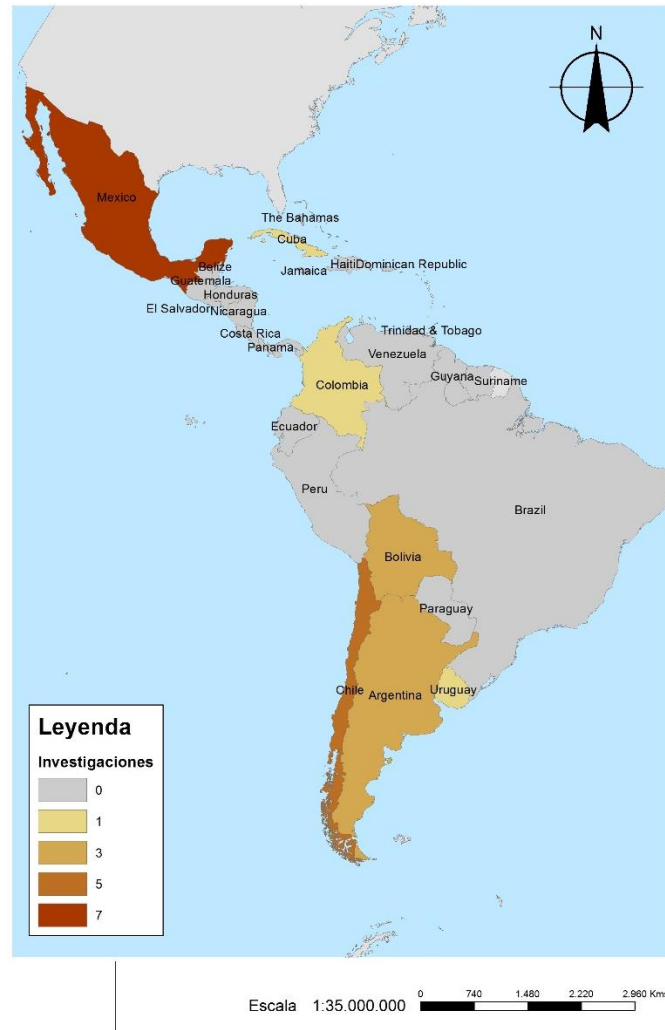 N
Mexico
The Bahamas
Cuba
Belize
Jamaica
Haiti
Dominican Republic
Guatemala
Honduras
El Salvador
Nicaragua
Costa Rica
Panama
Trinidad & Tobago
Venezuela
Guyana
Suriname
Colombia
Ecuador
Peru
Brazil
Bolivia
Paraguay
Chile
Argentina
Uruguay
Leyenda
Investigaciones
0
1
3
5
7
Escala 1:35.000.000
0 740 1.480 2.220 2.960 Kms